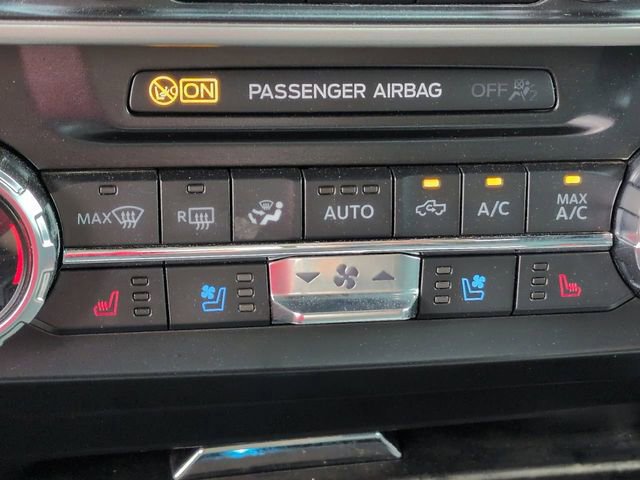 ON PASSENGER AIRBAG OFF
MAX R AUTO A/C MAX
A/C